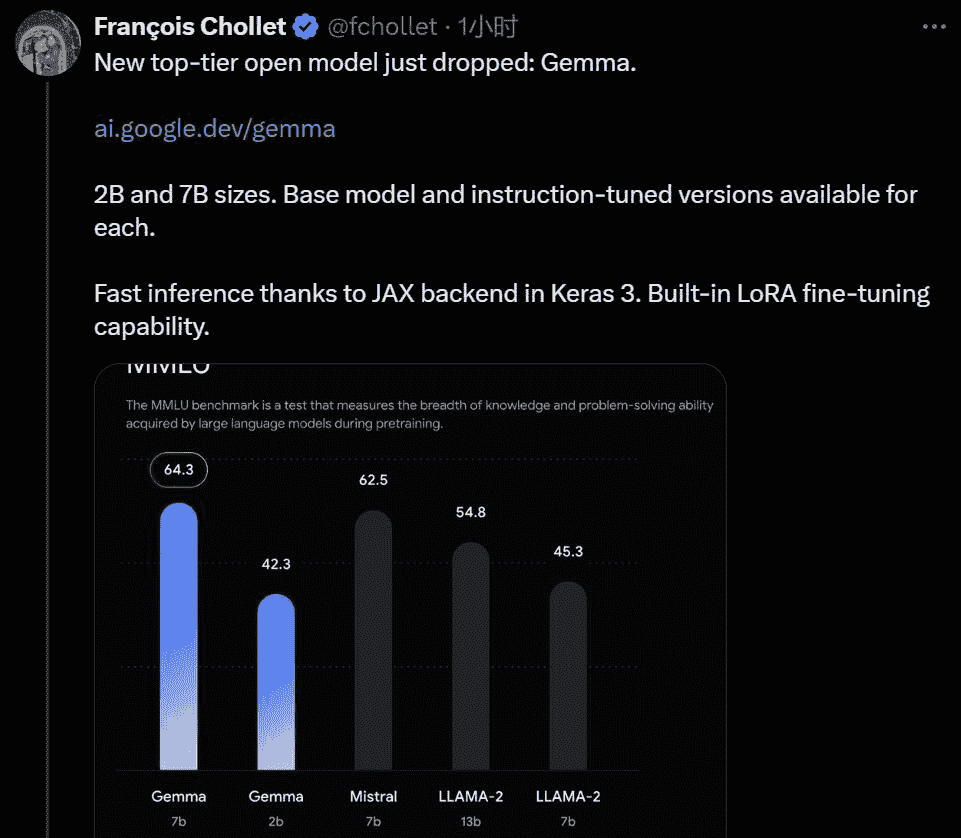 François Chollet @fchollet · 1小时
New top-tier open model just dropped: Gemma.
ai.google.dev/gemma
2B and 7B sizes. Base model and instruction-tuned versions available for
each.
Fast inference thanks to JAX backend in Keras 3. Built-in LoRA fine-tuning
capability.
MMLU
The MMLU benchmark is a test that measures the breadth of knowledge and problem-solving ability
acquired by large language models during pretraining.
64.3
62.5
54.8
45.3
42.3
Gemma Gemma Mistral LLAMA-2 LLAMA-2
7b 2b 7b 13b 7b